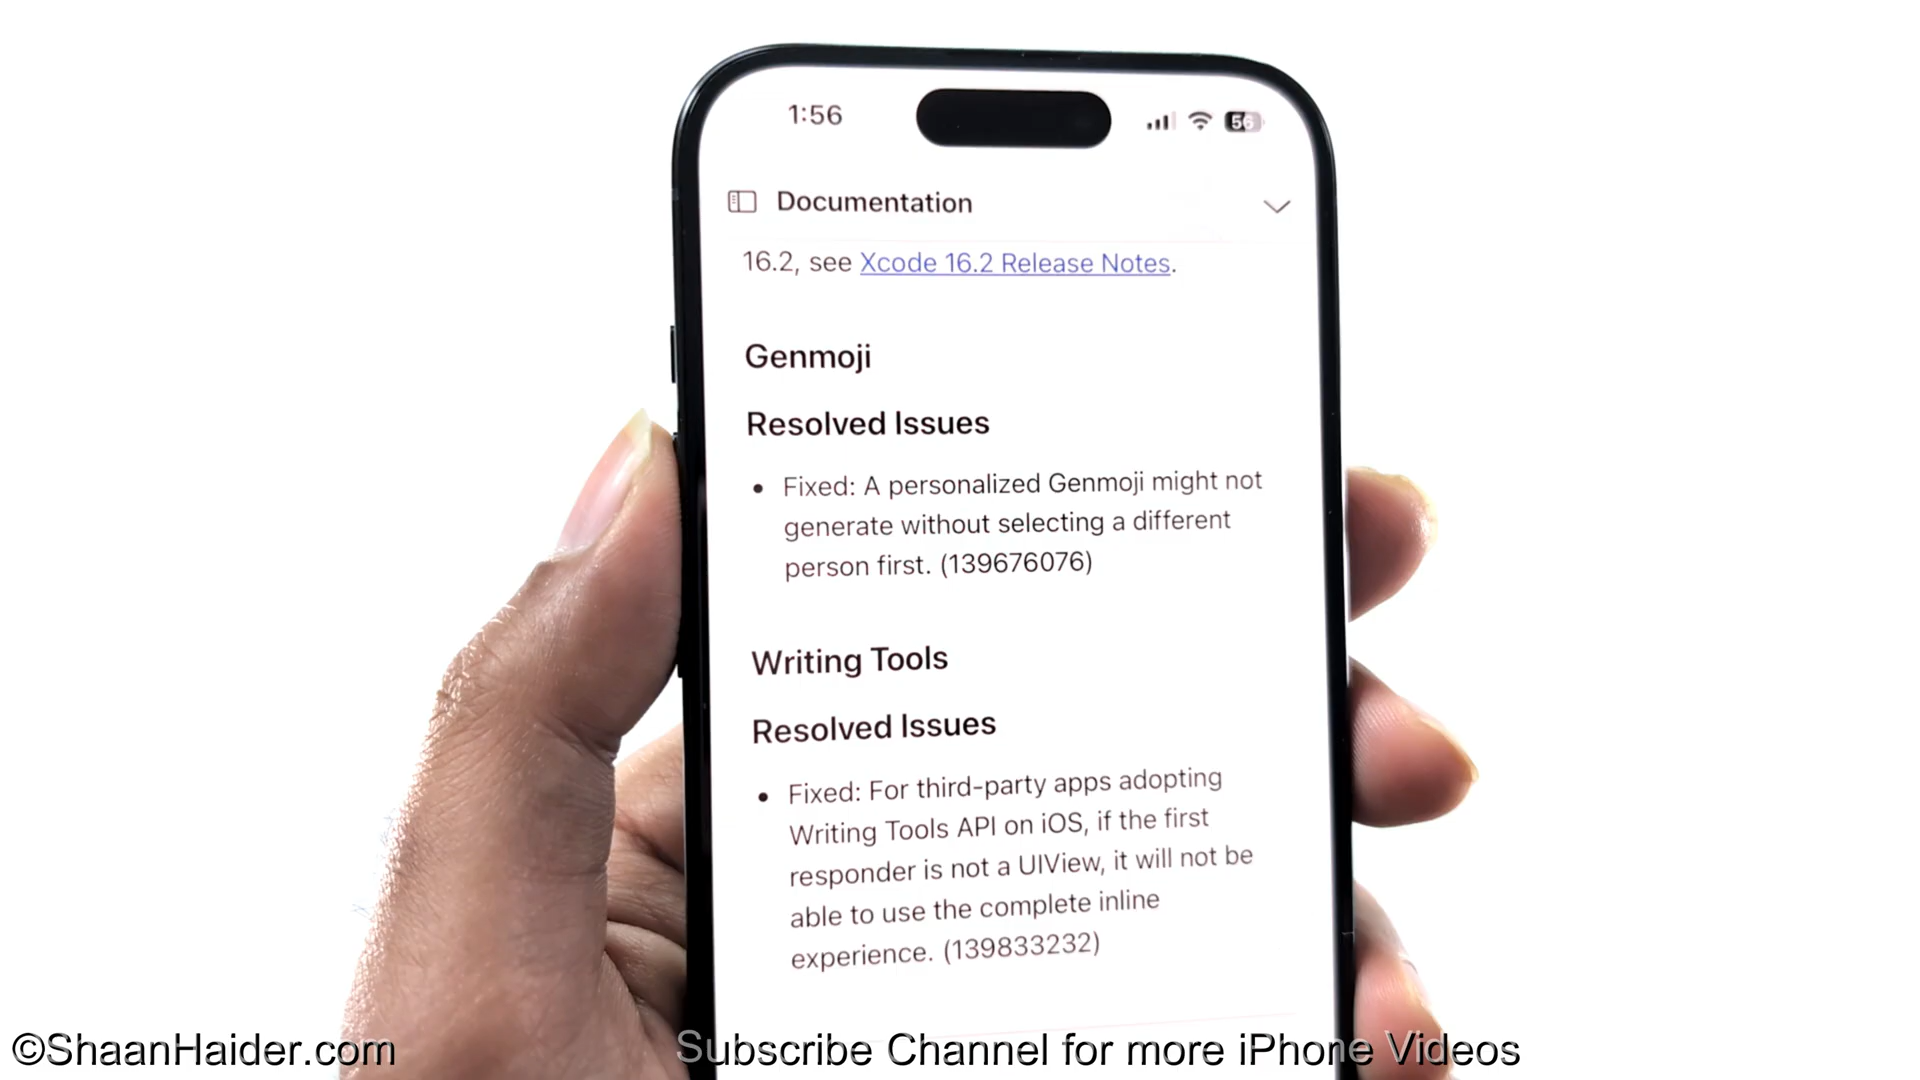 1:56
56
Documentation
16.2, see Xcode 16.2 Release Notes.
Genmoji
Resolved Issues
• Fixed: A personalized Genmoji might not
generate without selecting a different
person first. (139676076)
Writing Tools
Resolved Issues
• Fixed: For third-party apps adopting
Writing Tools API on iOS, if the first
responder is not a UIView, it will not be
able to use the complete inline
experience. (139833232)
©ShaanHaider.com
Subscribe Channel for more iPhone Videos